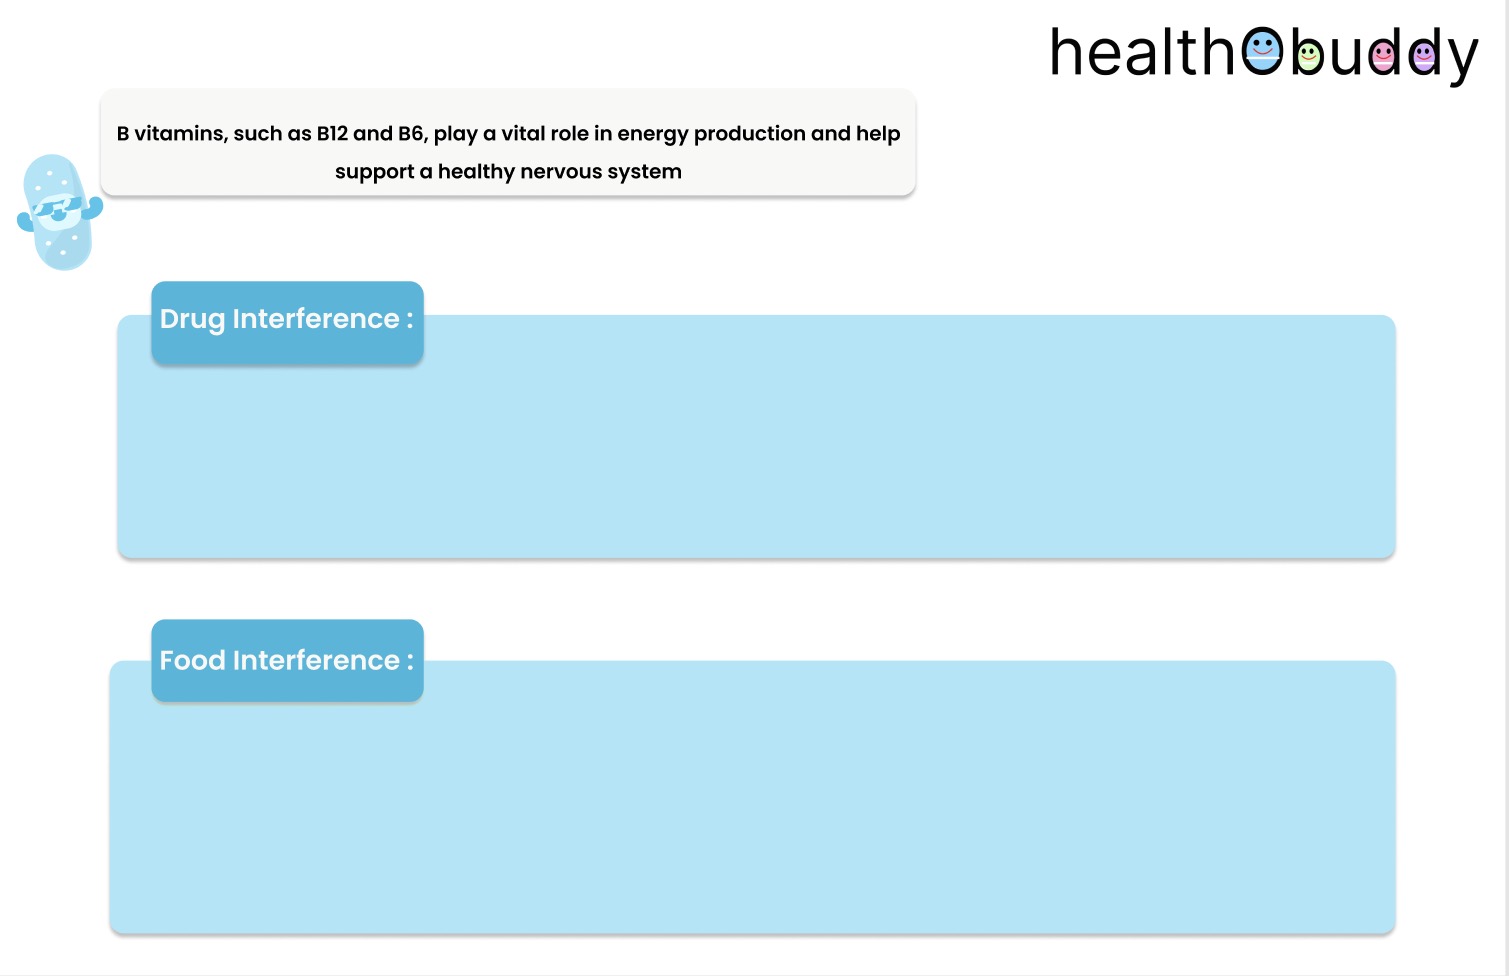 healthObuddy
B vitamins, such as B12 and B6, play a vital role in energy production and help
support a healthy nervous system
Drug Interference :
Food Interference :